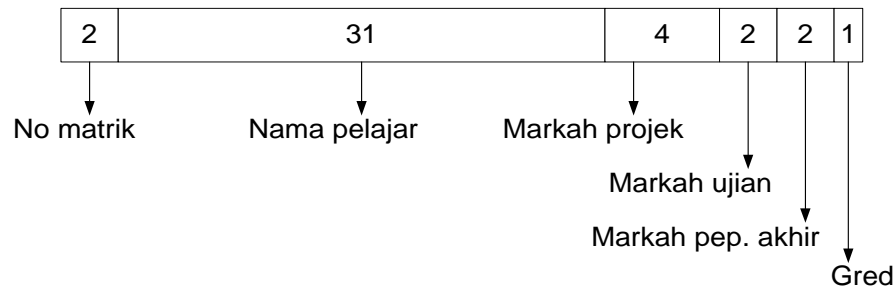 2 31 4 2 2 1
No matrik Nama pelajar Markah projek
Markah ujian
Markah pep. akhir
Gred